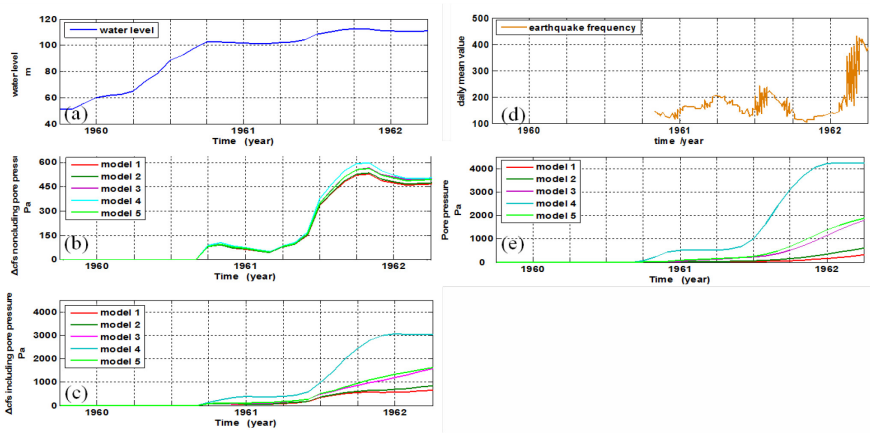 120
100
80
60
40
water level
m
water level
(a)
1960
1961
1962
Time (year)
500
400
300
200
100
daily mean value
earthquake frequency
(d)
1960
1961
1962
time /year
600
450
300
150
0
Δcfs noncluding pore pressu
Pa
model 1
model 2
model 3
model 4
model 5
(b)
1960
1961
1962
Time (year)
4000
3000
2000
1000
0
Pore pressure
Pa
model 1
model 2
model 3
model 4
model 5
(e)
1960
1961
1962
Time (year)
4000
3000
2000
1000
0
Δcfs including pore pressure
Pa
model 1
model 2
model 3
model 4
model 5
(c)
1960
1961
1962
Time (year)